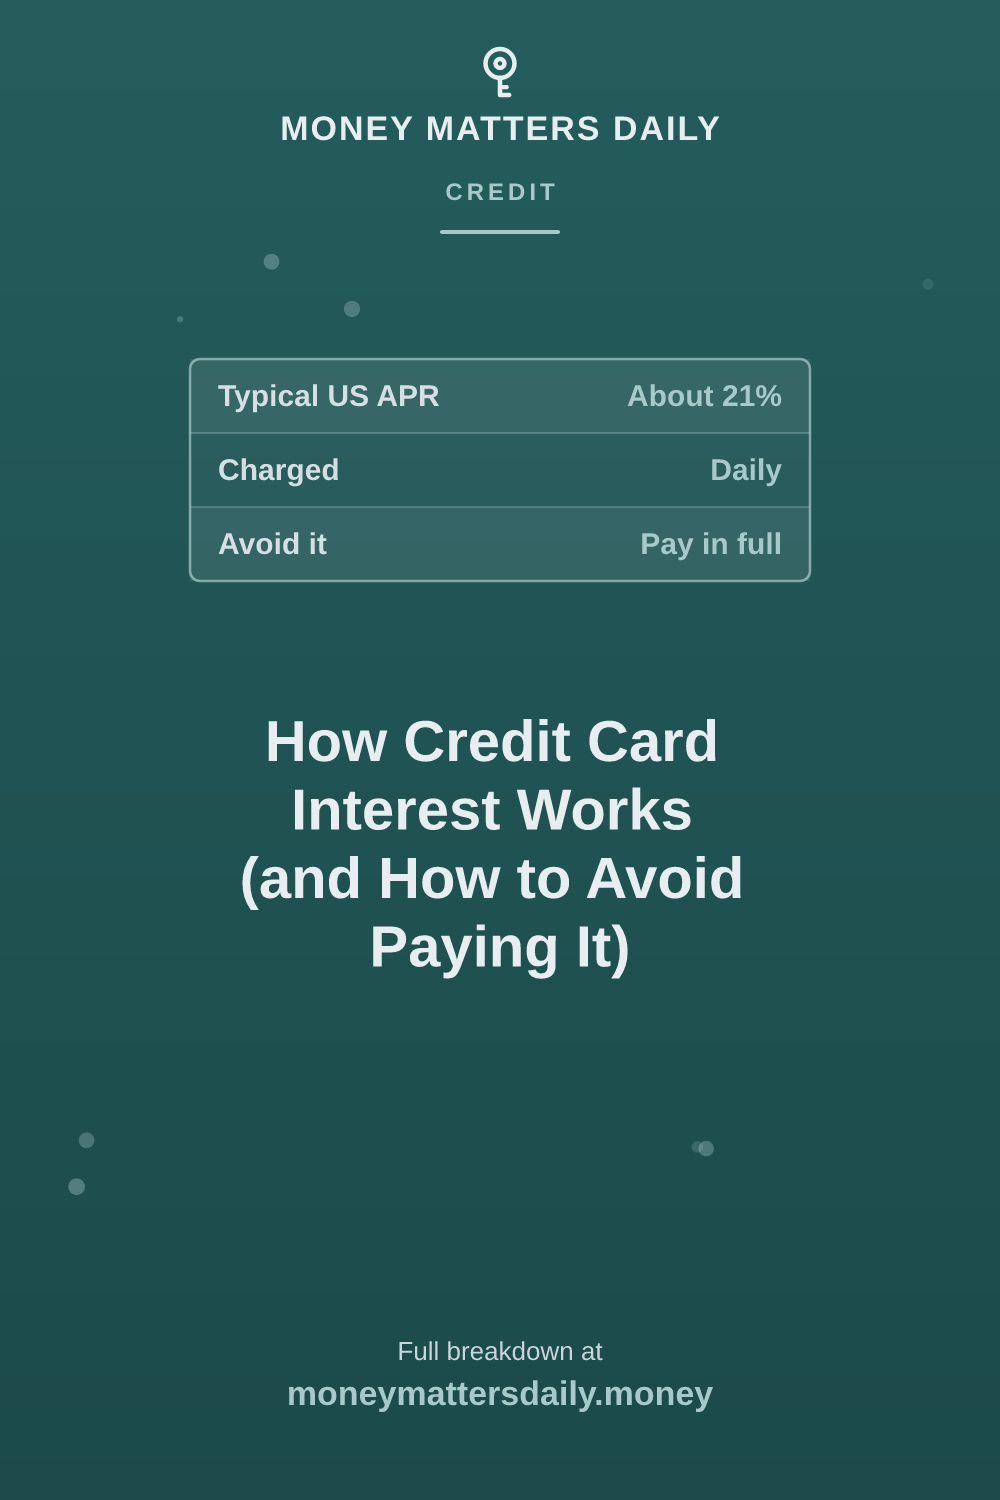 MONEY MATTERS DAILY
CREDIT
Typical US APR About 21%
Charged Daily
Avoid it Pay in full
How Credit Card
Interest Works
(and How to Avoid
Paying It)
Full breakdown at
moneymattersdaily.money